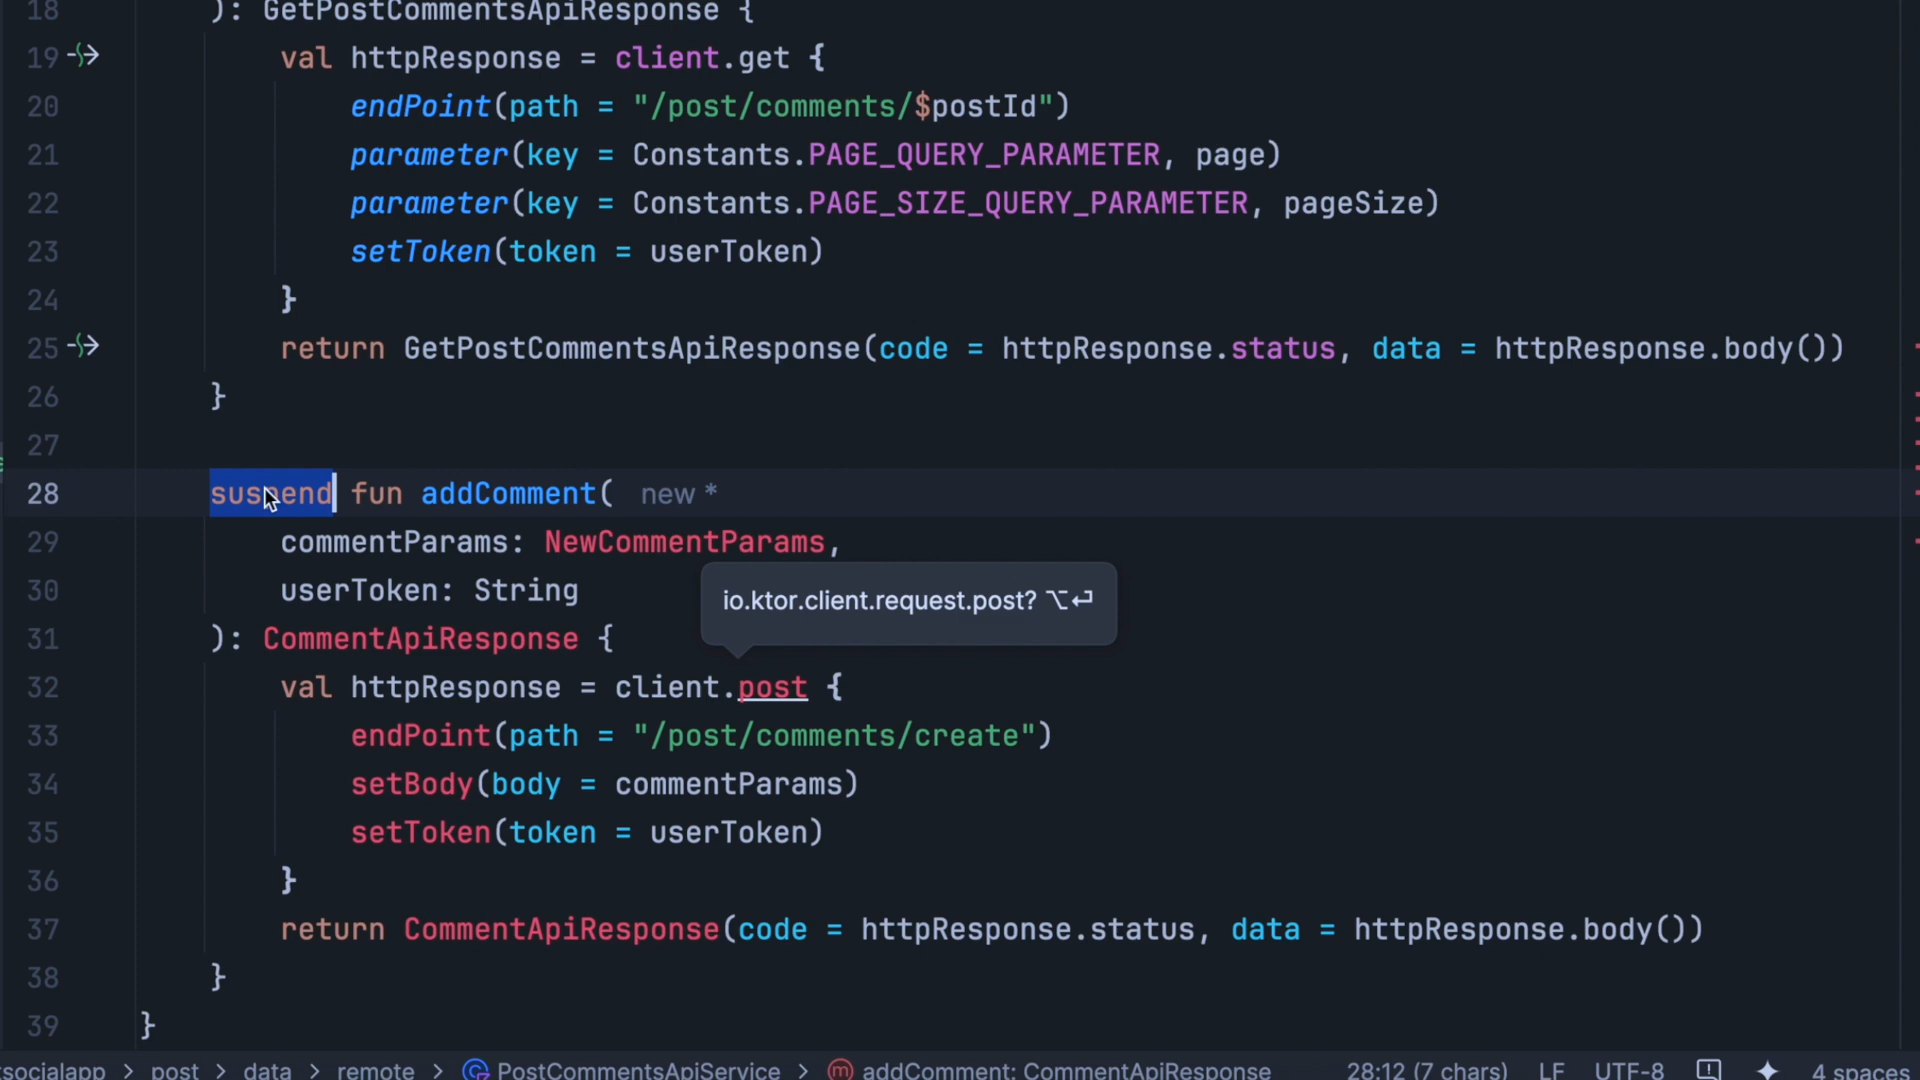 18 ): GetPostCommentsApiResponse {
19 val httpResponse = client.get {
20 endPoint(path = "/post/comments/$postId")
21 parameter(key = Constants.PAGE_QUERY_PARAMETER, page)
22 parameter(key = Constants.PAGE_SIZE_QUERY_PARAMETER, pageSize)
23 setToken(token = userToken)
24 }
25 return GetPostCommentsApiResponse(code = httpResponse.status, data = httpResponse.body())
26 }
27
28 suspend fun addComment( new *
29 commentParams: NewCommentParams,
30 userToken: String
io.ktor.client.request.post? ⌥↵
31 ): CommentApiResponse {
32 val httpResponse = client.post {
33 endPoint(path = "/post/comments/create")
34 setBody(body = commentParams)
35 setToken(token = userToken)
36 }
37 return CommentApiResponse(code = httpResponse.status, data = httpResponse.body())
38 }
39 }
socialapp > post > data > remote > PostCommentsApiService > addComment: CommentApiResponse 28:12 (7 chars) LF UTF-8 4 spaces